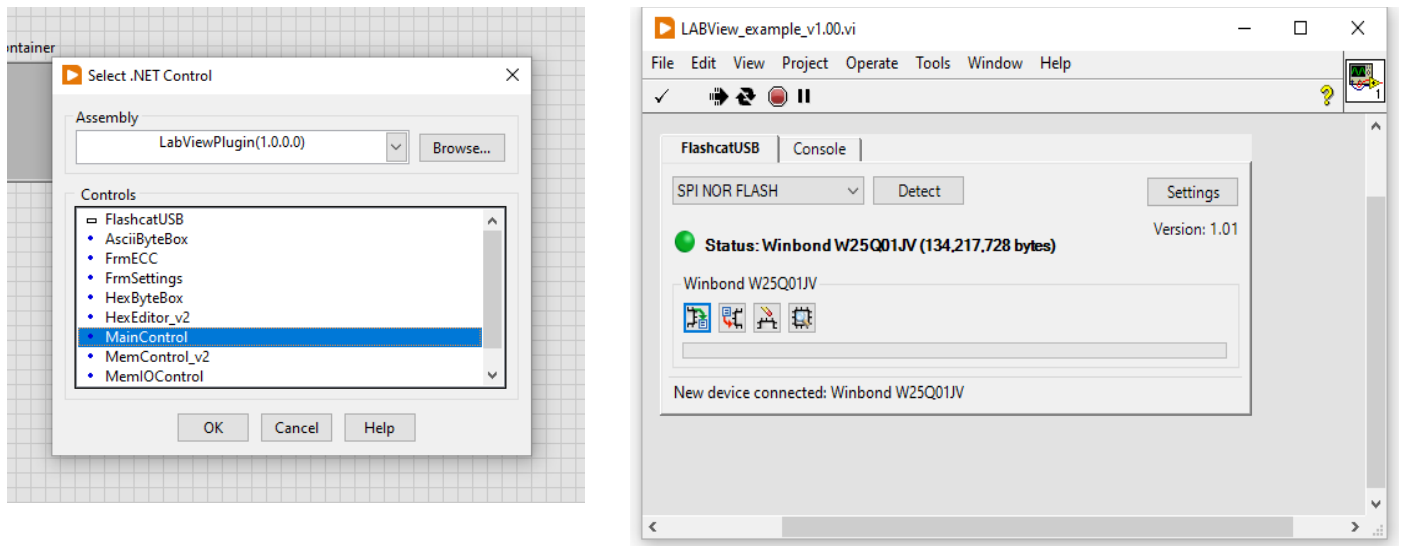 ontainer
Select .NET Control
Assembly
LabViewPlugin(1.0.0.0)
Browse...
Controls
FlashcatUSB
AsciiByteBox
FrmECC
FrmSettings
HexByteBox
HexEditor_v2
MainControl
MemControl_v2
MemIOControl
OK Cancel Help
LABView_example_v1.00.vi
File Edit View Project Operate Tools Window Help
1
FlashcatUSB Console
SPI NOR FLASH Detect Settings
Version: 1.01
Status: Winbond W25Q01JV (134,217,728 bytes)
Winbond W25Q01JV
New device connected: Winbond W25Q01JV